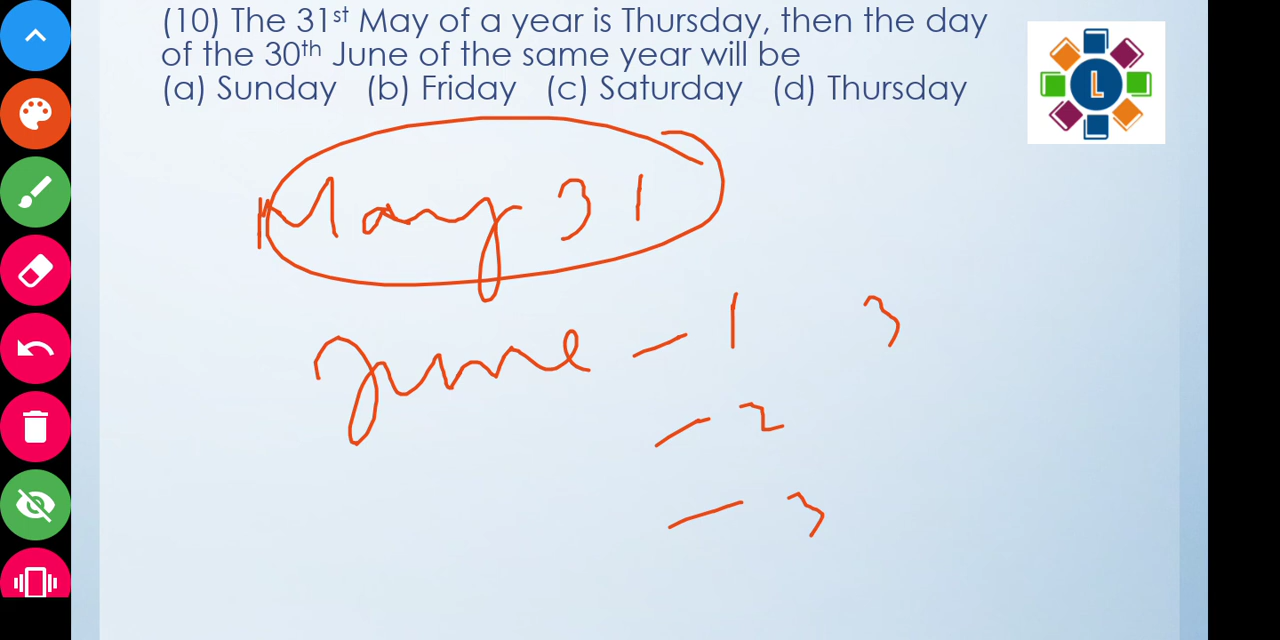 (10) The 31st May of a year is Thursday, then the day
of the 30th June of the same year will be
(a) Sunday (b) Friday (c) Saturday (d) Thursday
L
May 31
June - 1 3
- 2
- 3